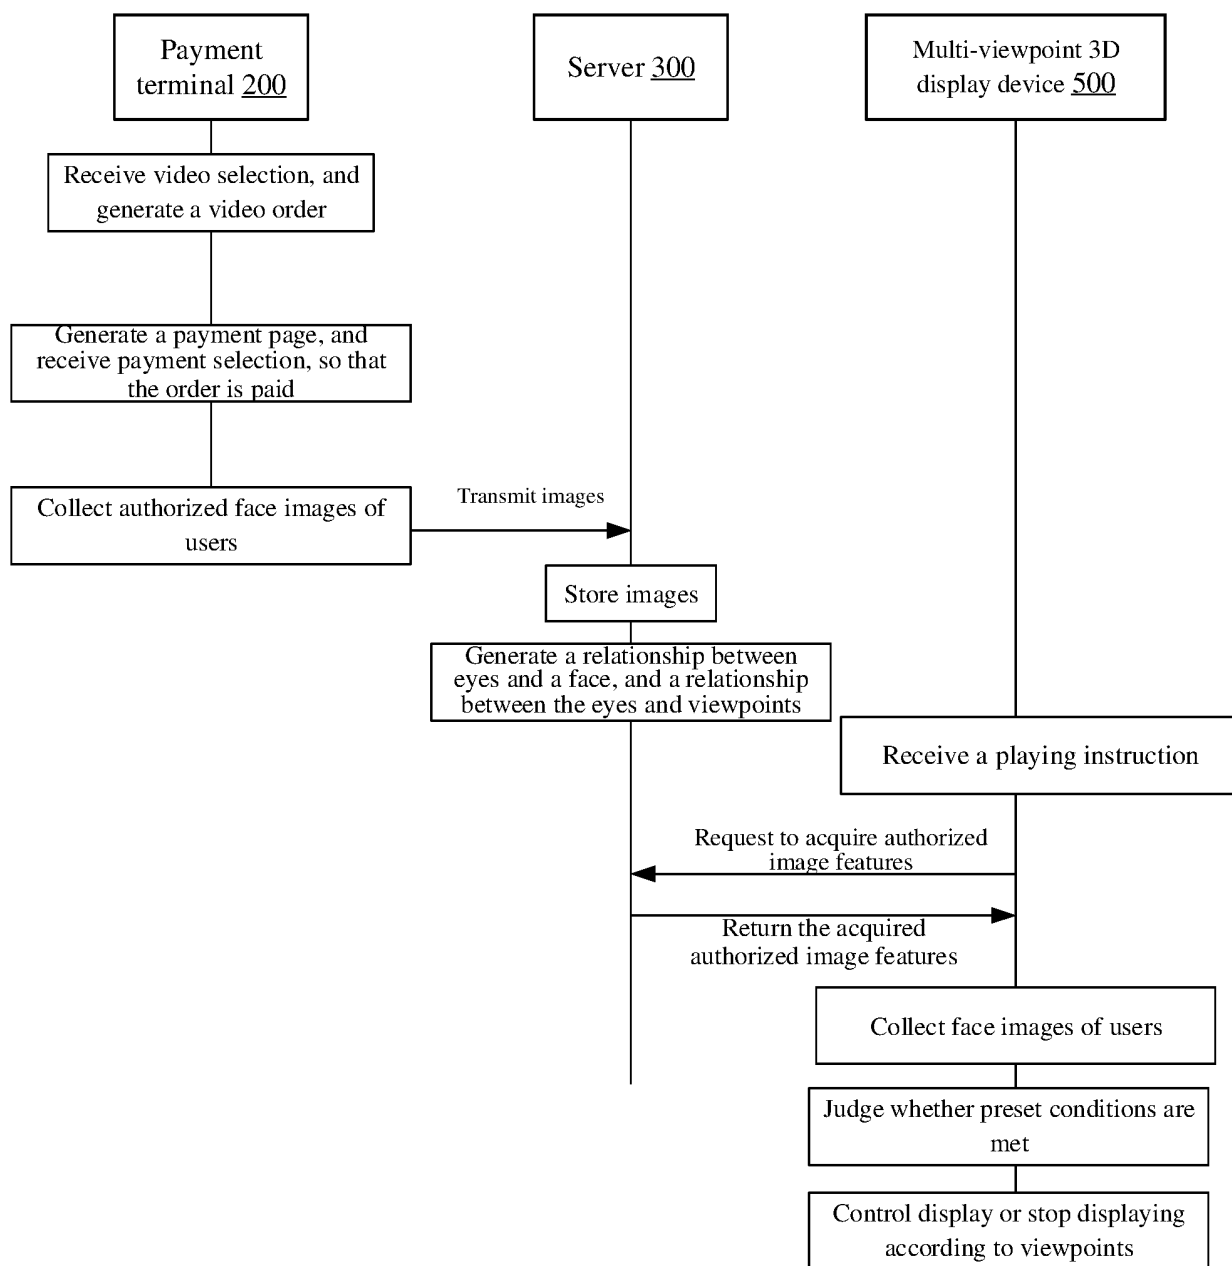 Payment
terminal 200
Server 300
Multi-viewpoint 3D
display device 500
Receive video selection, and
generate a video order
Generate a payment page, and
receive payment selection, so that
the order is paid
Collect authorized face images of
users
Transmit images
Store images
Generate a relationship between
eyes and a face, and a relationship
between the eyes and viewpoints
Receive a playing instruction
Request to acquire authorized
image features
Return the acquired
authorized image features
Collect face images of users
Judge whether preset conditions are
met
Control display or stop displaying
according to viewpoints